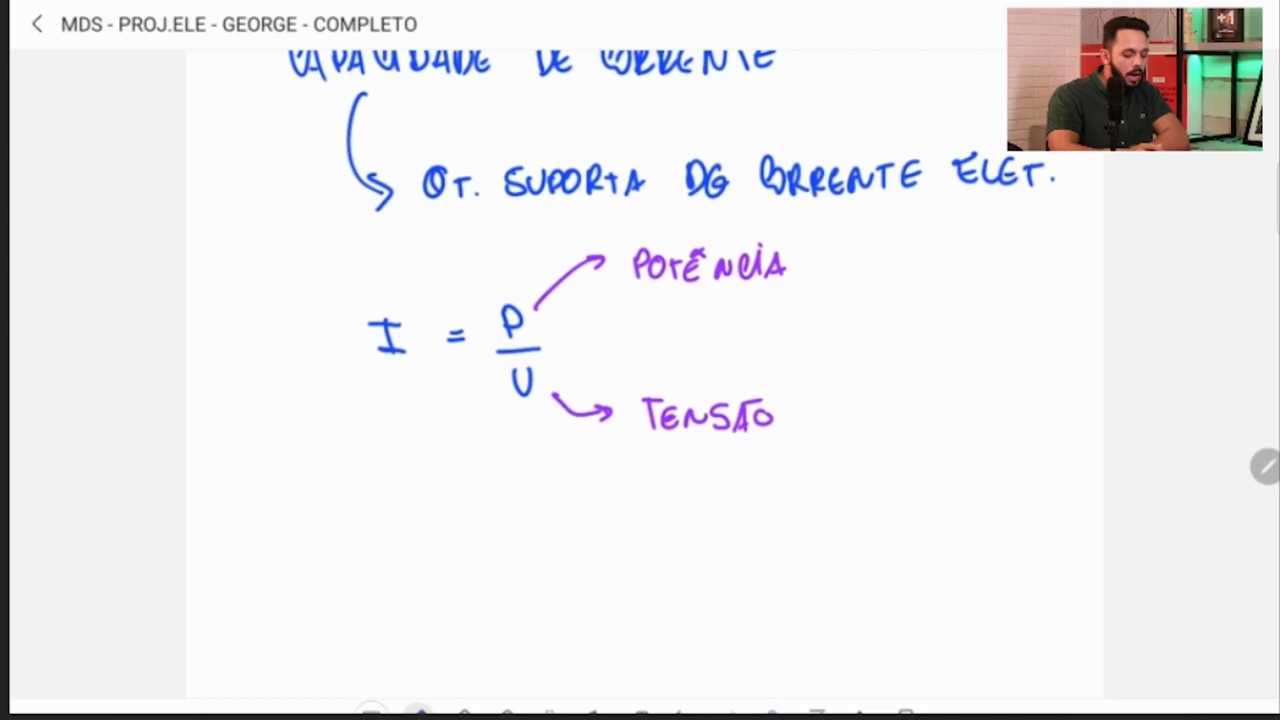 MDS - PROJ.ELE - GEORGE - COMPLETO
CAPACIDADE DE CORRENTE
QT. SUPORTA DE CORRENTE ELET.
POTÊNCIA
I = P
U
TENSÃO